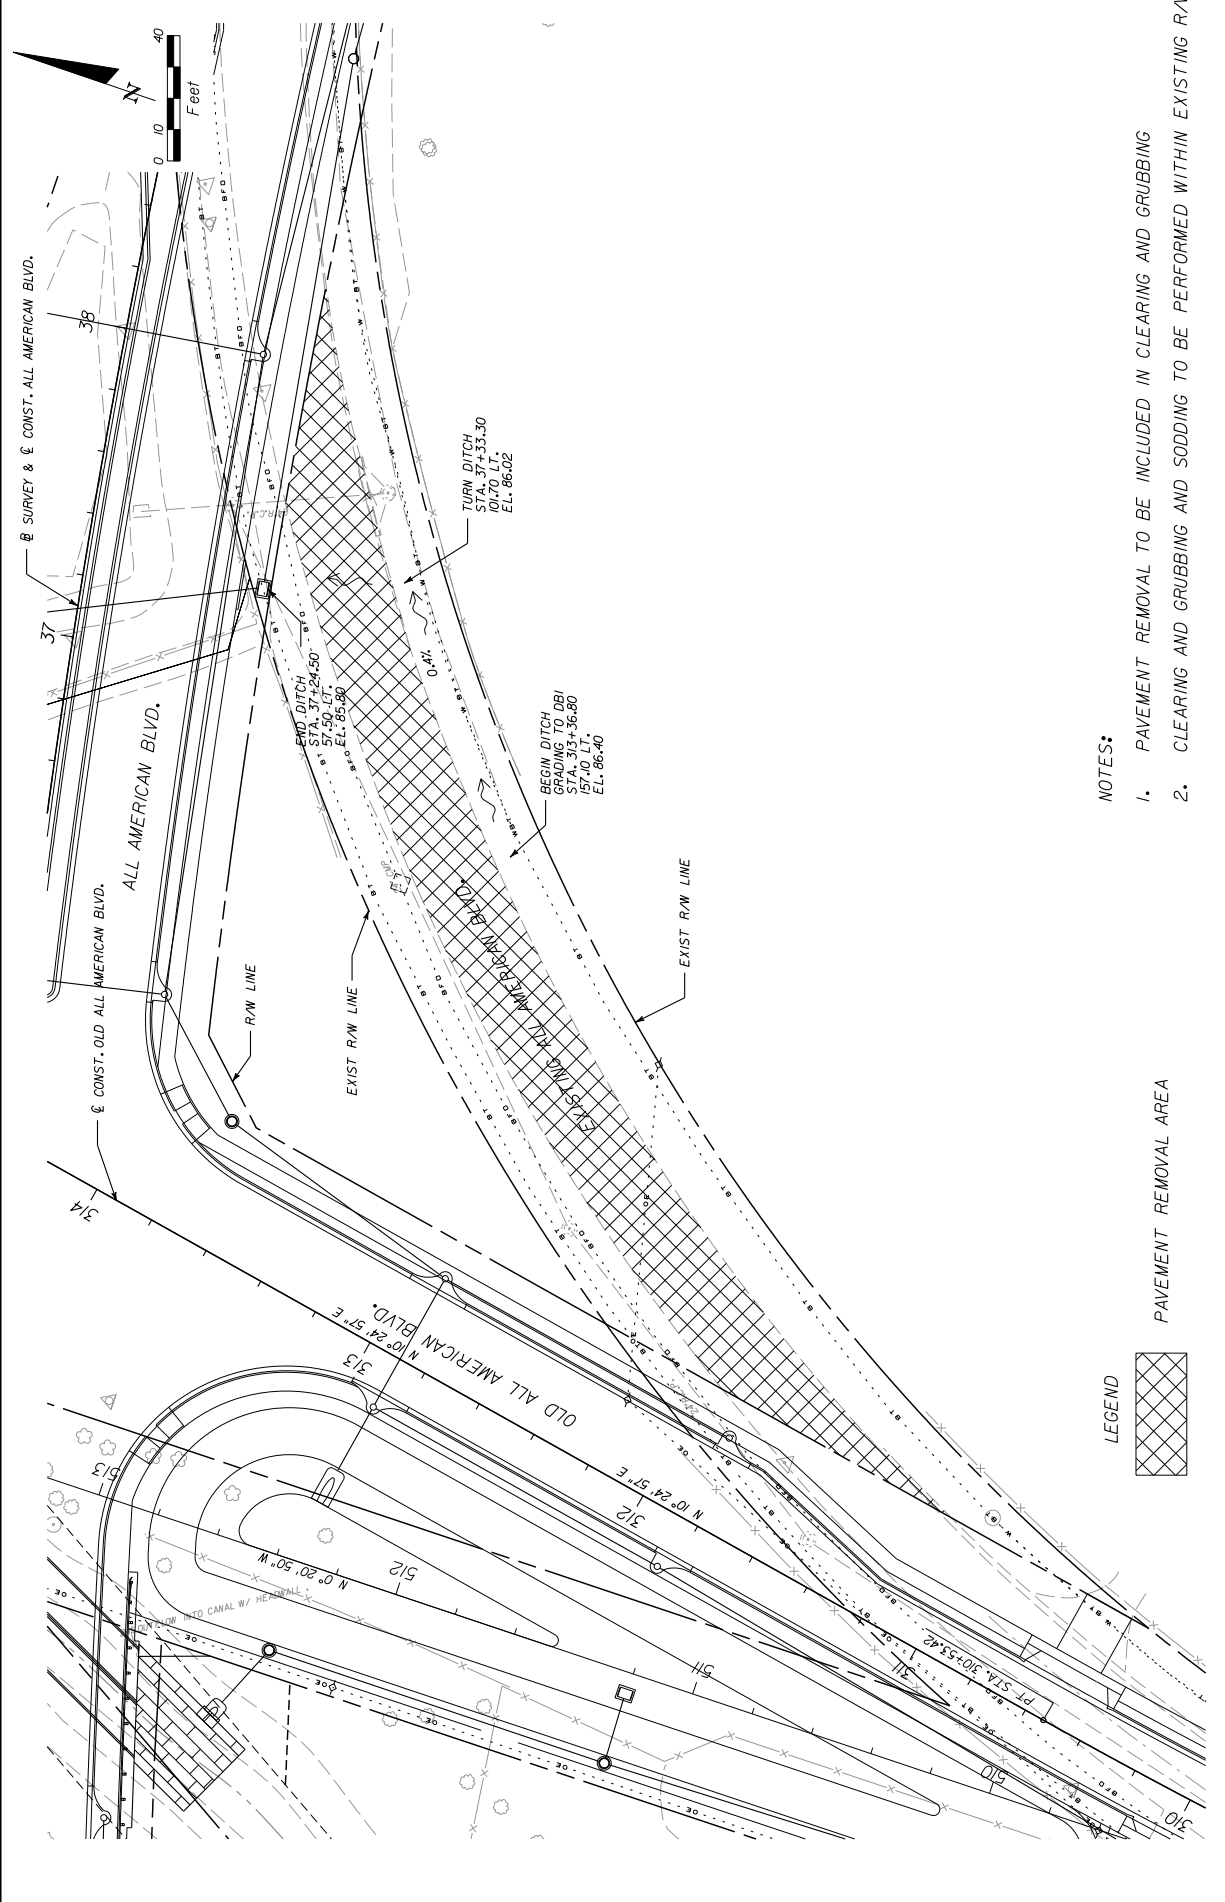 40
10
0
Feet
N
℄ SURVEY & ℄ CONST. ALL AMERICAN BLVD.
38
37
ALL AMERICAN BLVD.
℄ CONST. OLD ALL AMERICAN BLVD.
TURN DITCH
STA. 37+33.30
101.70 LT.
EL. 86.02
END DITCH
STA. 37+24.50
57.50 LT.
EL. 85.80
0.4%
BEGIN DITCH
GRADING TO DBI
STA. 313+36.80
157.10 LT.
EL. 86.40
R/W LINE
EXIST R/W LINE
EXIST R/W LINE
EXISTING ALL AMERICAN BLVD.
314
313
N 10° 24' 57" E
OLD ALL AMERICAN BLVD.
312
N 10° 24' 57" E
311
PT STA. 310+53.42
310
513
512
N 0° 20' 50" W
511
510
OUTFLOW INTO CANAL W/ HEADWALL
CMP
NOTES:
1. PAVEMENT REMOVAL TO BE INCLUDED IN CLEARING AND GRUBBING
2. CLEARING AND GRUBBING AND SODDING TO BE PERFORMED WITHIN EXISTING
LEGEND
PAVEMENT REMOVAL AREA